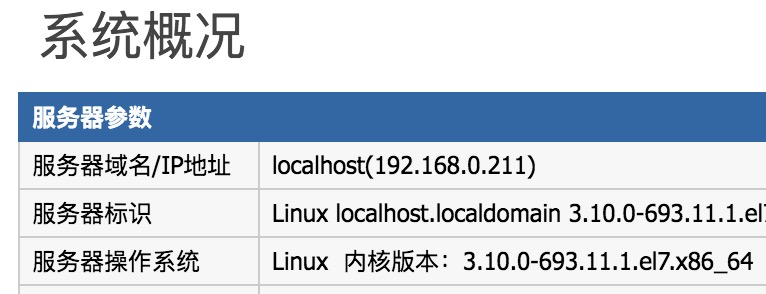 系统概况
服务器参数
服务器域名/IP地址 localhost(192.168.0.211)
服务器标识 Linux localhost.localdomain 3.10.0-693.11.1.el7
服务器操作系统 Linux 内核版本：3.10.0-693.11.1.el7.x86_64